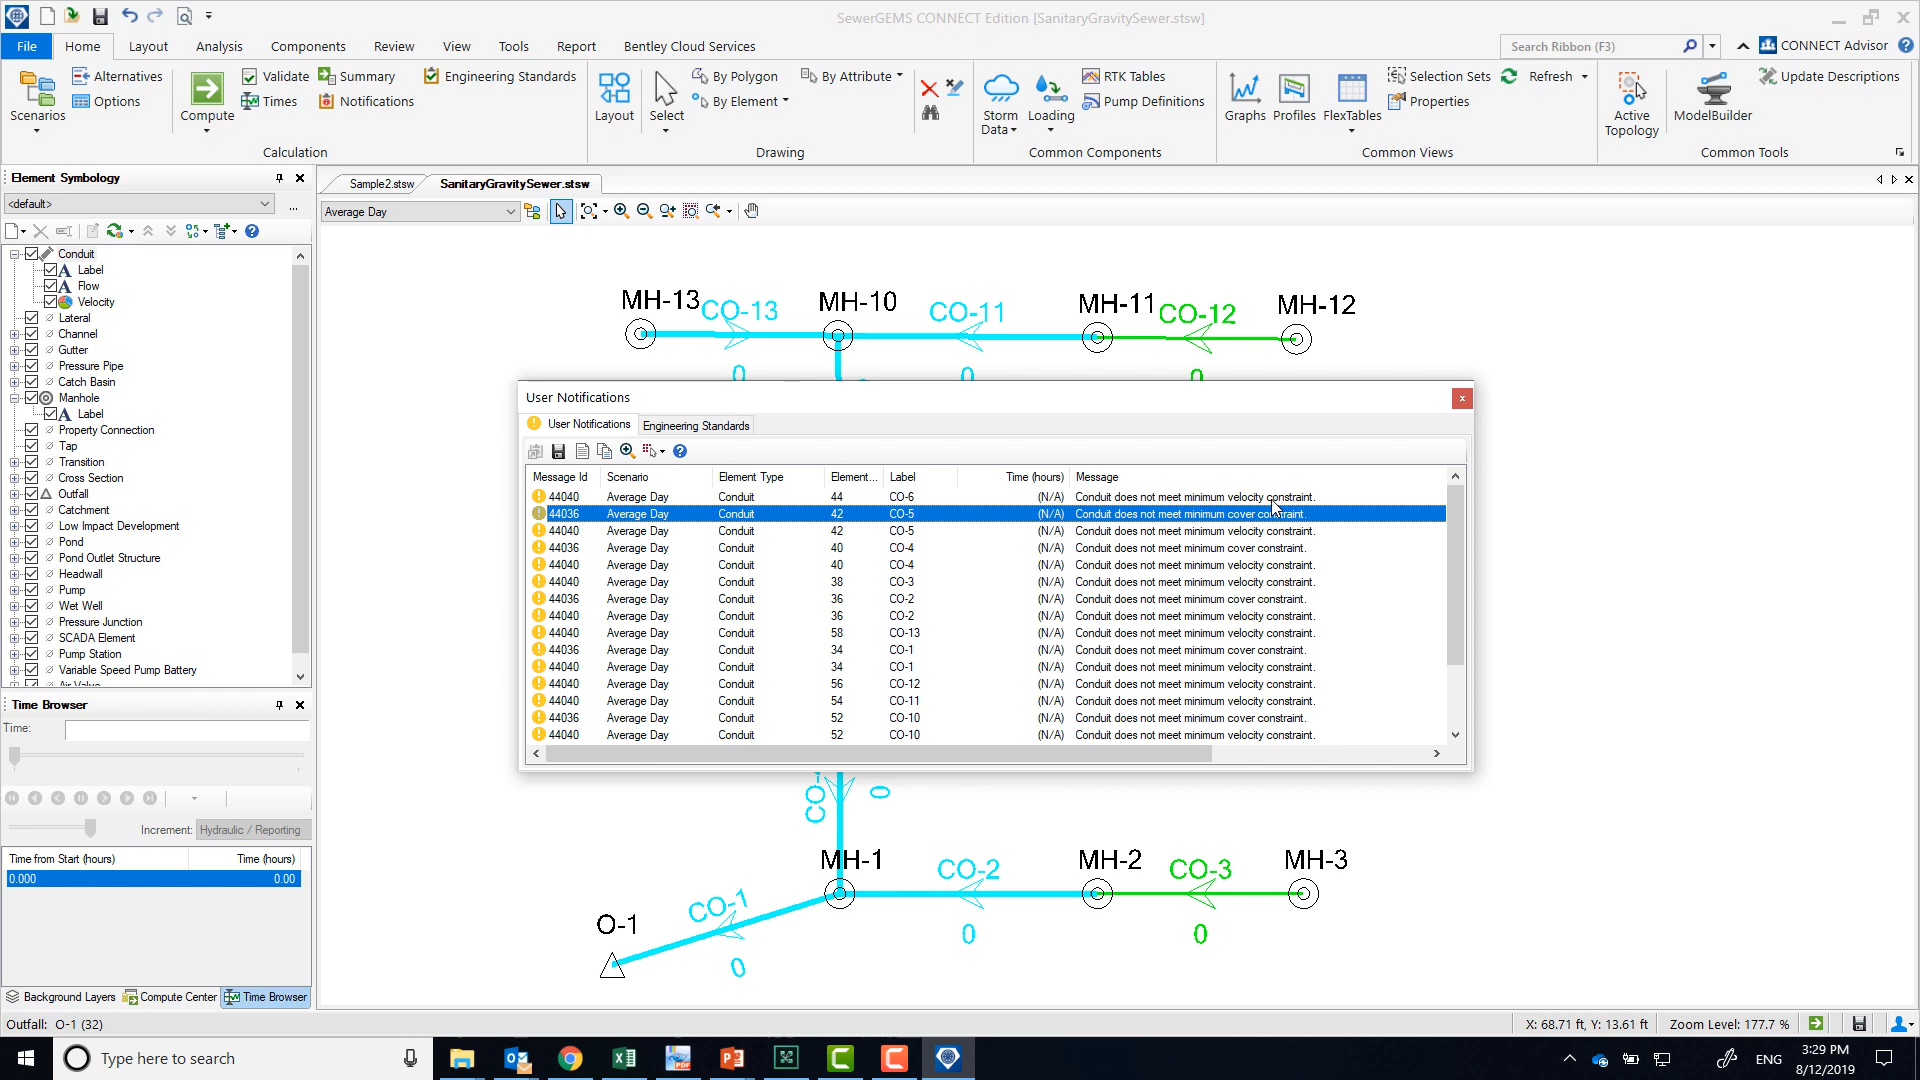 SewerGEMS CONNECT Edition [SanitaryGravitySewer.stsw]
File Home Layout Analysis Components Review View Tools Report Bentley Cloud Services
Search Ribbon (F3) CONNECT Advisor
Scenarios
Alternatives
Options
Compute
Validate Summary Engineering Standards
Times Notifications
Calculation
Layout Select
By Polygon By Attribute
By Element
Drawing
Storm Data Loading
RTK Tables
Pump Definitions
Common Components
Graphs Profiles FlexTables
Selection Sets Refresh
Properties
Common Views
Active Topology ModelBuilder
Update Descriptions
Common Tools
Element Symbology
<default>
...
Conduit
Label
Flow
Velocity
Lateral
Channel
Gutter
Pressure Pipe
Catch Basin
Manhole
Label
Property Connection
Tap
Transition
Cross Section
Outfall
Catchment
Low Impact Development
Pond
Pond Outlet Structure
Headwall
Pump
Wet Well
Pressure Junction
SCADA Element
Pump Station
Variable Speed Pump Battery
Air Valve
Time Browser
Time:
Increment: Hydraulic / Reporting
Time from Start (hours) Time (hours)
0.000 0.00
Background Layers Compute Center Time Browser
Sample2.stsw SanitaryGravitySewer.stsw
Average Day
MH-13 CO-13 MH-10 CO-11 MH-11 CO-12 MH-12
0 0 0
User Notifications
User Notifications Engineering Standards
Message Id Scenario Element Type Element... Label Time (hours) Message
44040 Average Day Conduit 44 CO-6 (N/A) Conduit does not meet minimum velocity constraint.
44036 Average Day Conduit 42 CO-5 (N/A) Conduit does not meet minimum cover constraint.
44040 Average Day Conduit 42 CO-5 (N/A) Conduit does not meet minimum velocity constraint.
44036 Average Day Conduit 40 CO-4 (N/A) Conduit does not meet minimum cover constraint.
44040 Average Day Conduit 40 CO-4 (N/A) Conduit does not meet minimum velocity constraint.
44040 Average Day Conduit 38 CO-3 (N/A) Conduit does not meet minimum velocity constraint.
44036 Average Day Conduit 36 CO-2 (N/A) Conduit does not meet minimum cover constraint.
44040 Average Day Conduit 36 CO-2 (N/A) Conduit does not meet minimum velocity constraint.
44040 Average Day Conduit 58 CO-13 (N/A) Conduit does not meet minimum velocity constraint.
44036 Average Day Conduit 34 CO-1 (N/A) Conduit does not meet minimum cover constraint.
44040 Average Day Conduit 34 CO-1 (N/A) Conduit does not meet minimum velocity constraint.
44040 Average Day Conduit 56 CO-12 (N/A) Conduit does not meet minimum velocity constraint.
44040 Average Day Conduit 54 CO-11 (N/A) Conduit does not meet minimum velocity constraint.
44036 Average Day Conduit 52 CO-10 (N/A) Conduit does not meet minimum cover constraint.
44040 Average Day Conduit 52 CO-10 (N/A) Conduit does not meet minimum velocity constraint.
CO- 0
MH-1 CO-2 MH-2 CO-3 MH-3
O-1 CO-1
0 0 0
Outfall: O-1 (32)
X: 68.71 ft, Y: 13.61 ft Zoom Level: 177.7 %
Type here to search
ENG
3:29 PM
8/12/2019